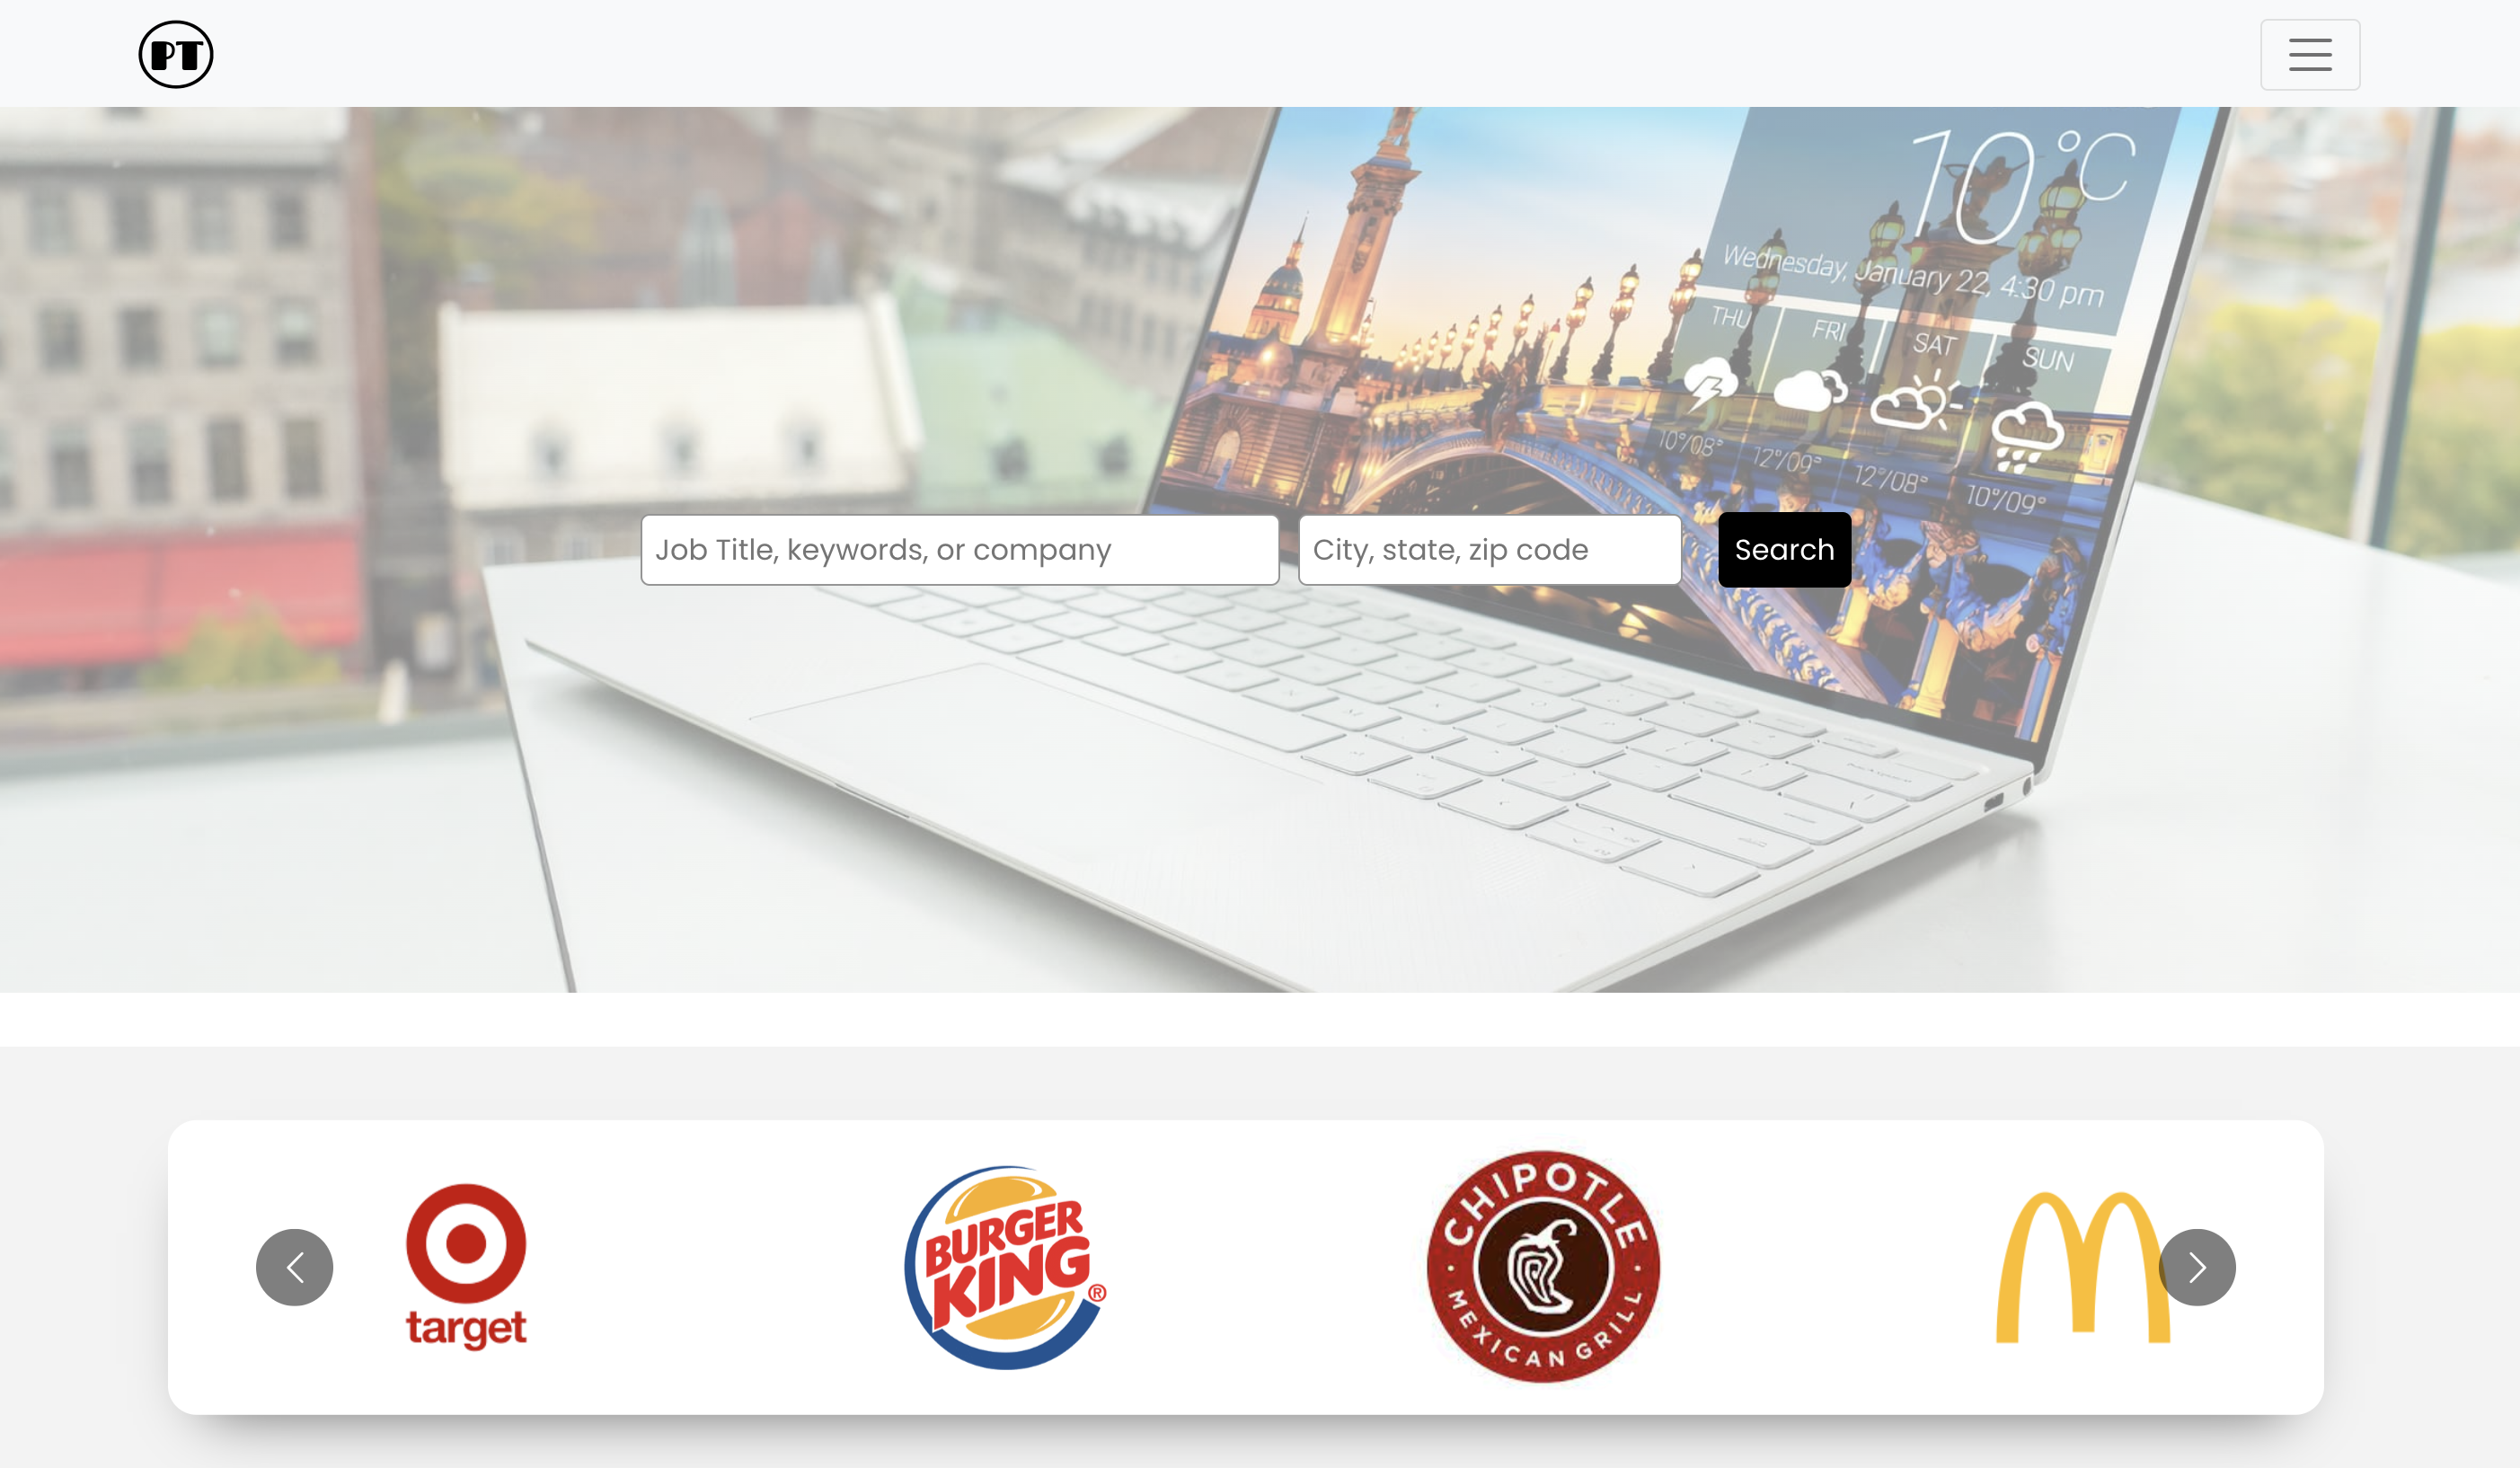 PT
10°C
Wednesday, January 22, 4:30 pm
THU FRI SAT SUN
10°/08° 12°/09° 12°/08° 10°/09°
Job Title, keywords, or company
City, state, zip code
Search
target
BURGER
KING®
CHIPOTLE
MEXICAN GRILL